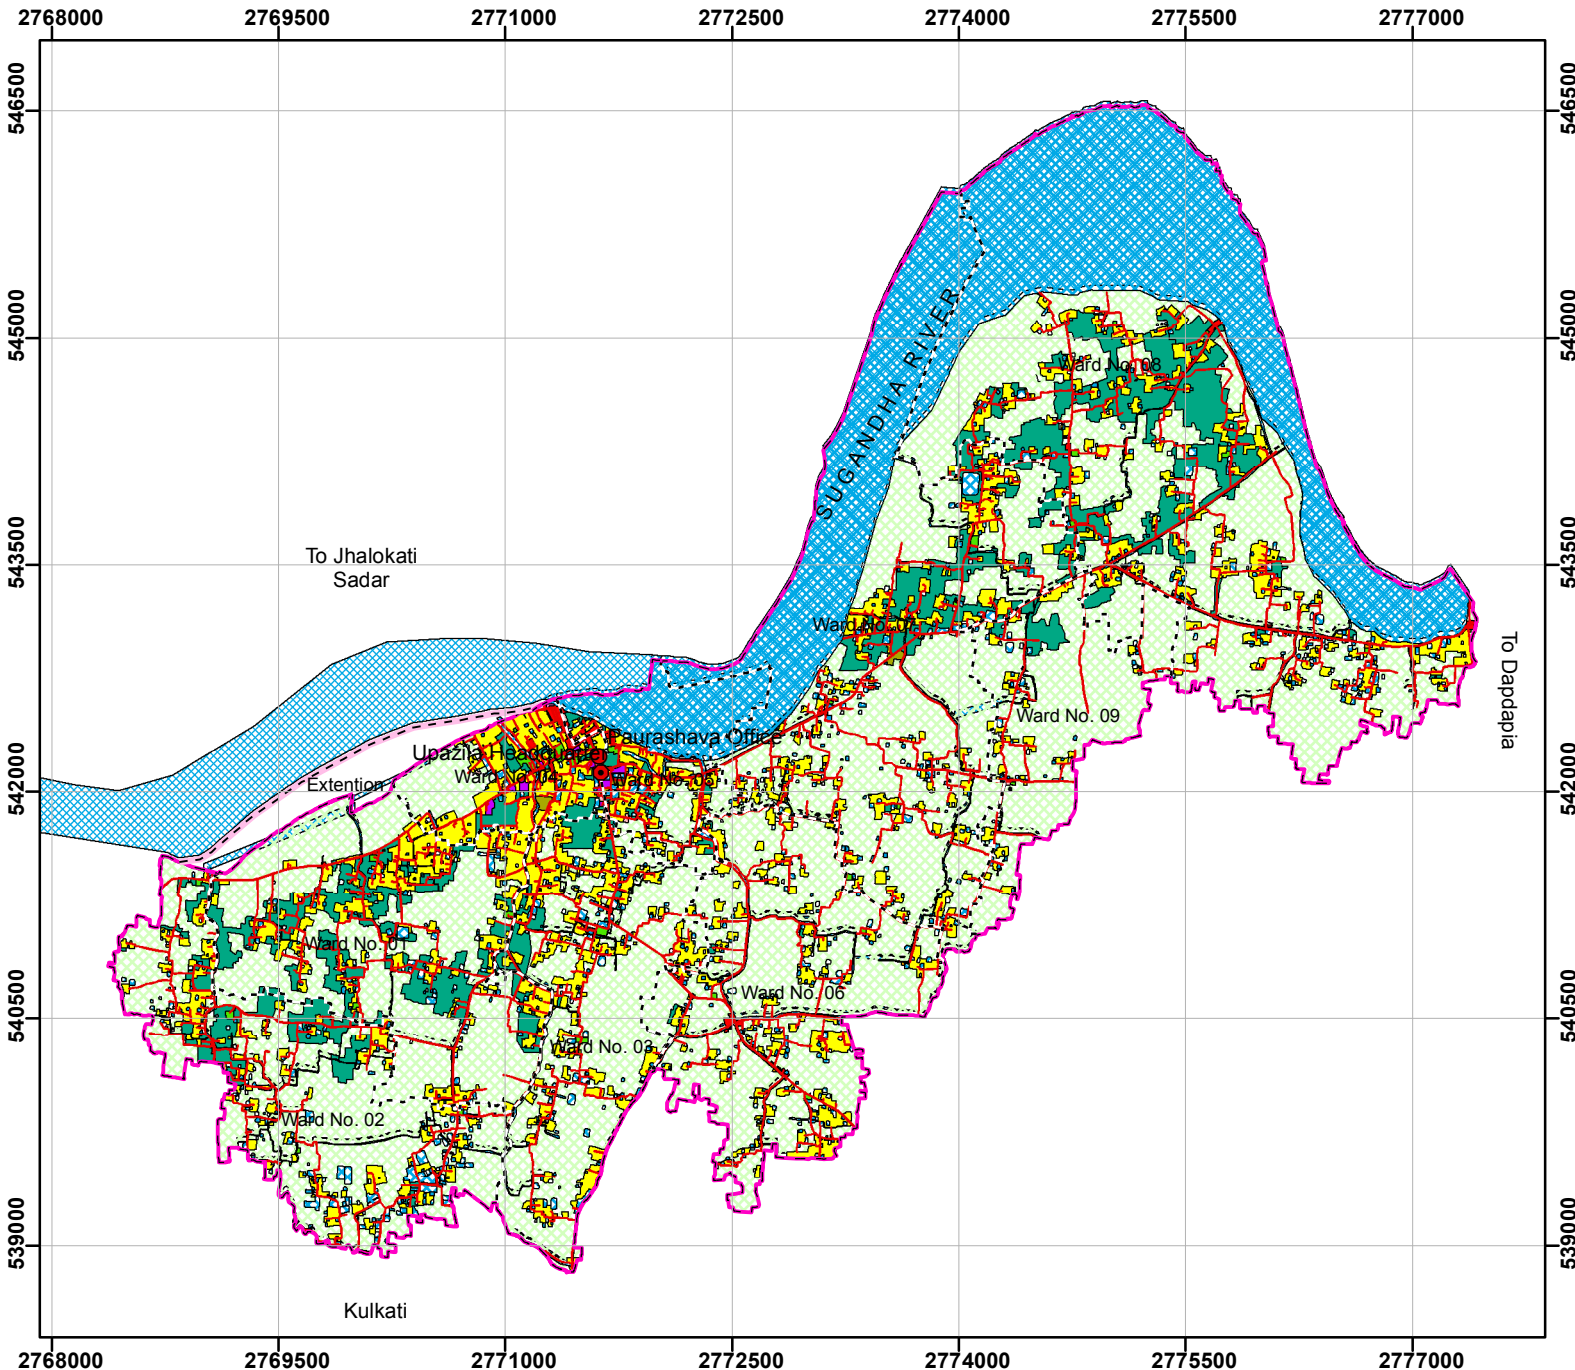 2768000 2769500 2771000 2772500 2774000 2775500 2777000
546500 546500
545000 545000
Ward No. 08
SUGANDHA RIVER
543500 543500
To Jhalokati
Sadar
Ward No. 07
To Dapdapia
Ward No. 09
Paurashava Office
Upazila Headquarter
Ward No. 04
Ward No. 05
Extention
542000 542000
Ward No. 01
Ward No. 06
540500 540500
Ward No. 03
Ward No. 02
539000 539000
Kulkati
2768000 2769500 2771000 2772500 2774000 2775500 2777000